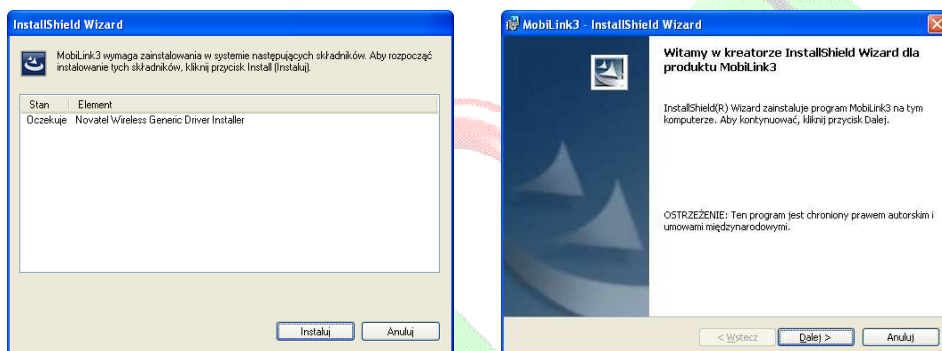 InstallShield Wizard
MobiLink3 wymaga zainstalowania w systemie następujących składników. Aby rozpocząć
instalowanie tych składników, kliknij przycisk Install (Instaluj).
Stan Element
Oczekuje Novatel Wireless Generic Driver Installer
Instaluj Anuluj
MobiLink3 - InstallShield Wizard
Witamy w kreatorze InstallShield Wizard dla
produktu MobiLink3
InstallShield(R) Wizard zainstaluje program MobiLink3 na tym
komputerze. Aby kontynuować, kliknij przycisk Dalej.
OSTRZEŻENIE: Ten program jest chroniony prawem autorskim i
umowami międzynarodowymi.
< Wstecz Dalej > Anuluj